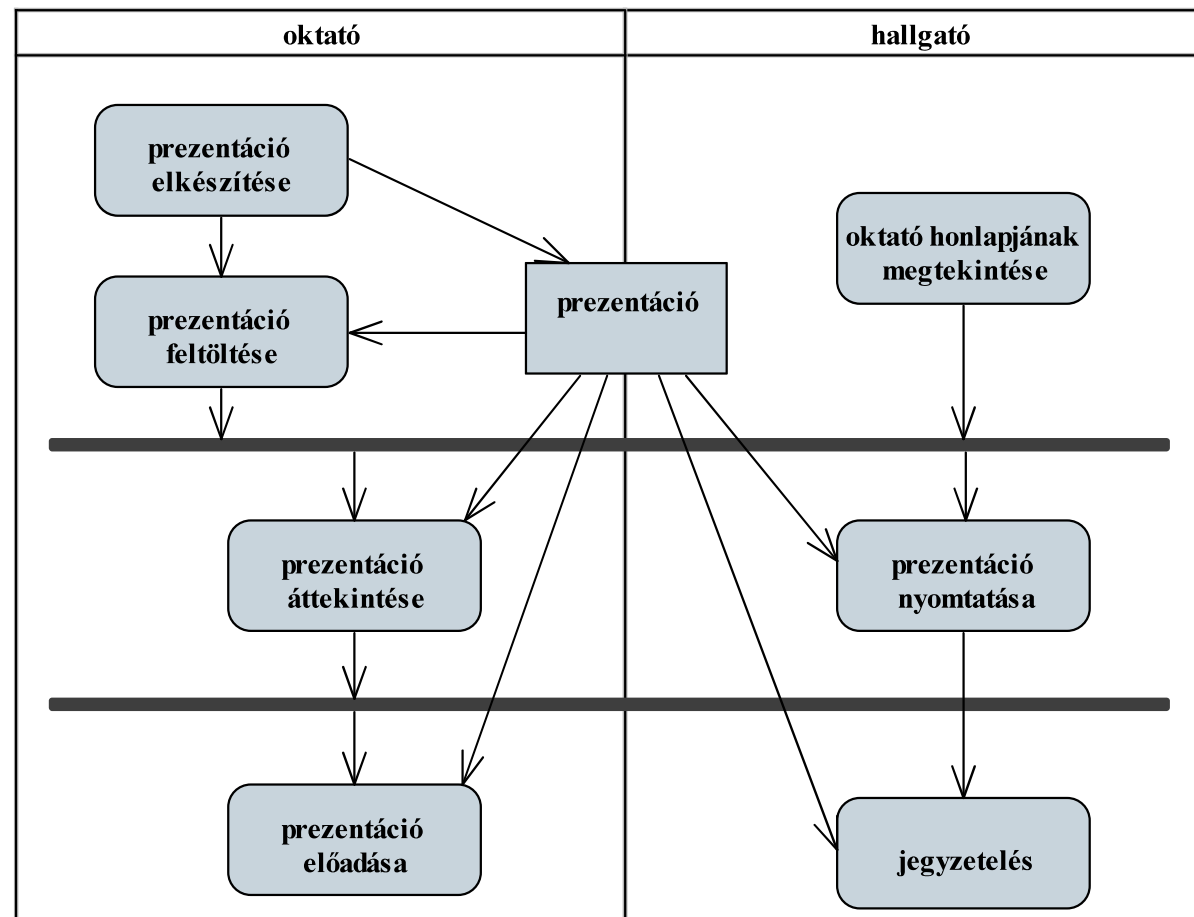 oktató
hallgató
prezentáció
elkészítése
oktató honlapjának
megtekintése
prezentáció
prezentáció
feltöltése
prezentáció
áttekintése
prezentáció
nyomtatása
prezentáció
előadása
jegyzetelés